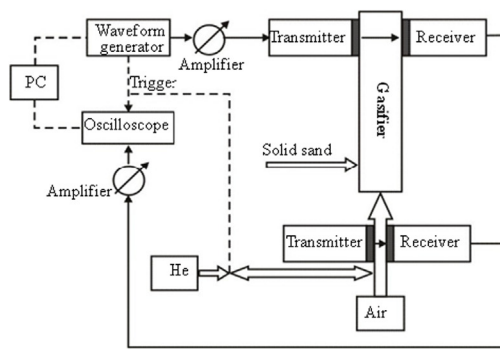 Waveform
generator
Amplifier
Transmitter
Receiver
PC
Trigger
Oscilloscope
Gasifier
Solid sand
Amplifier
Transmitter
Receiver
He
Air